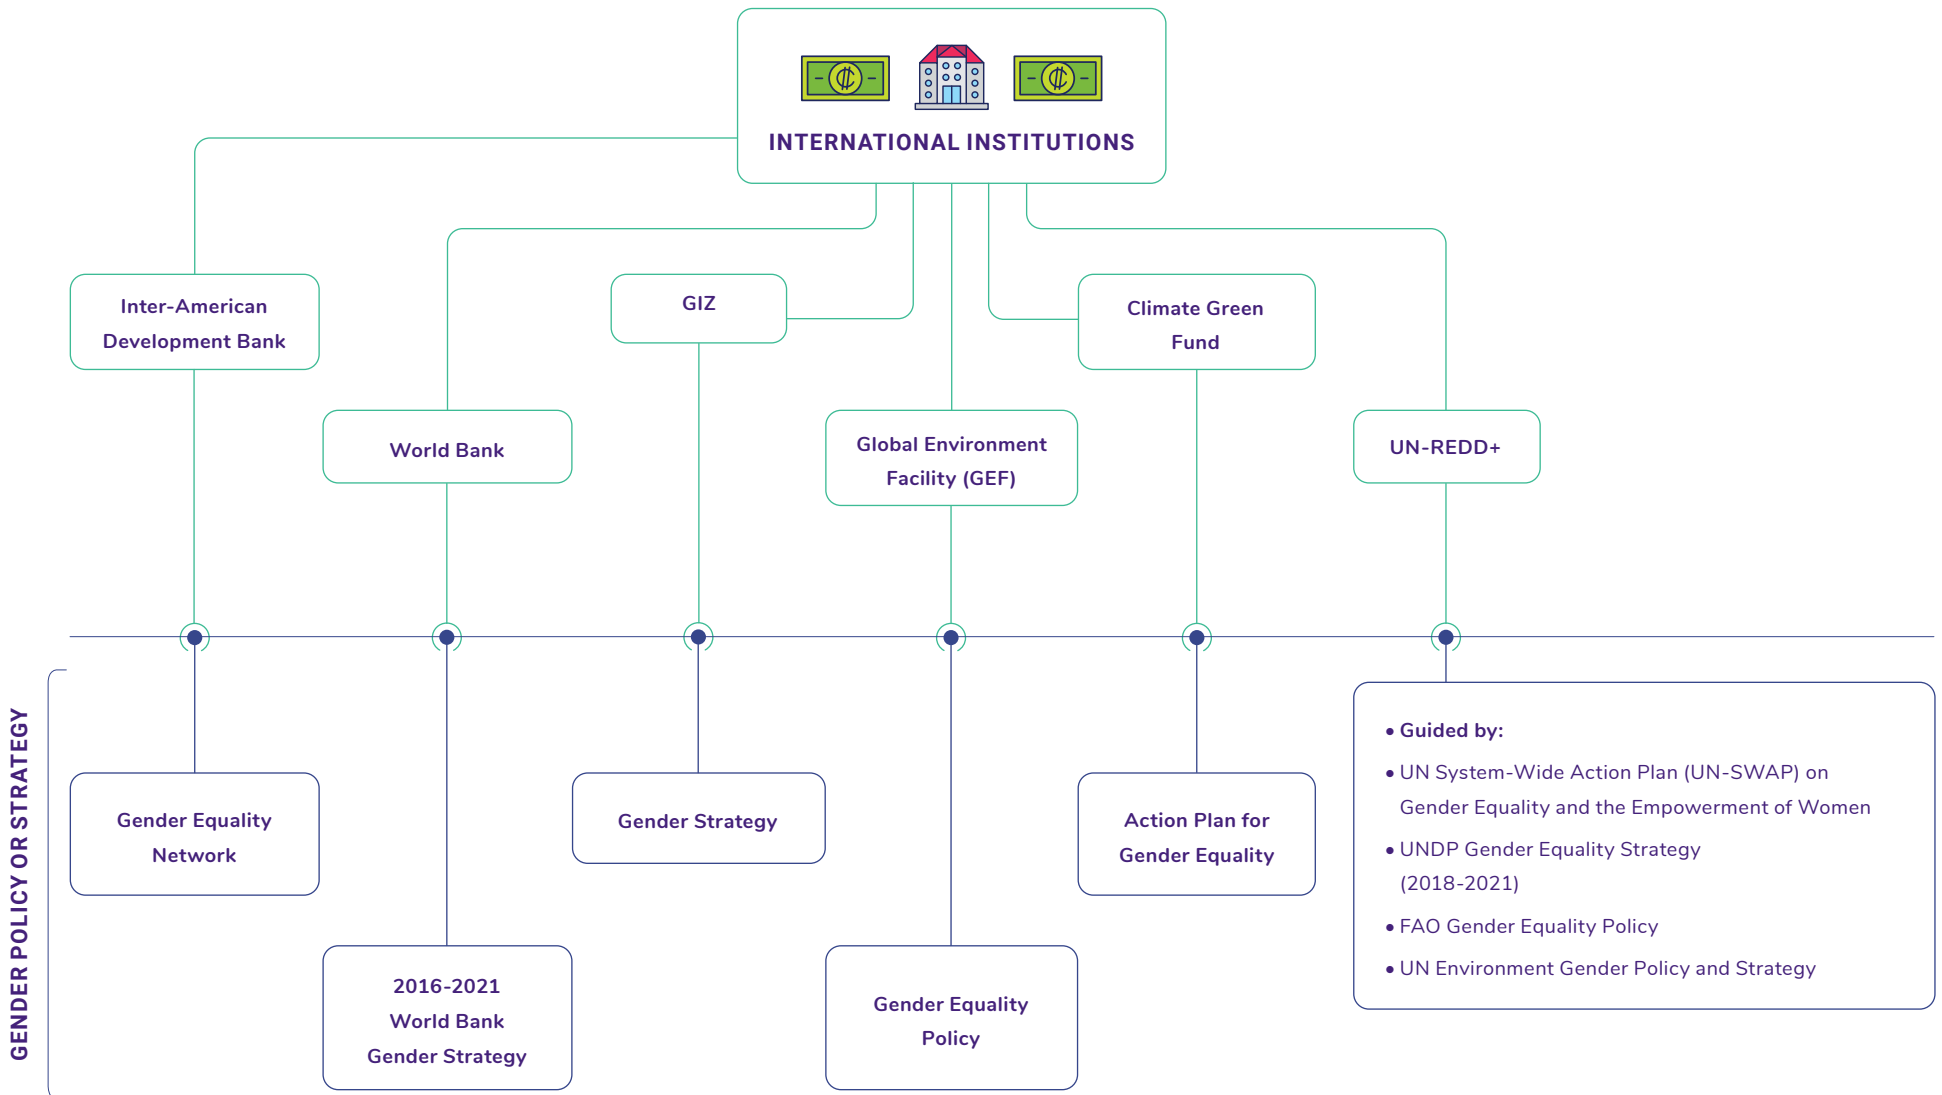 INTERNATIONAL INSTITUTIONS
Inter-American
Development Bank
GIZ
Climate Green
Fund
World Bank
Global Environment
Facility (GEF)
UN-REDD+
GENDER POLICY OR STRATEGY
Gender Equality
Network
Gender Strategy
Action Plan for
Gender Equality
• Guided by:
• UN System-Wide Action Plan (UN-SWAP) on
Gender Equality and the Empowerment of Women
• UNDP Gender Equality Strategy
(2018-2021)
• FAO Gender Equality Policy
• UN Environment Gender Policy and Strategy
2016-2021
World Bank
Gender Strategy
Gender Equality
Policy